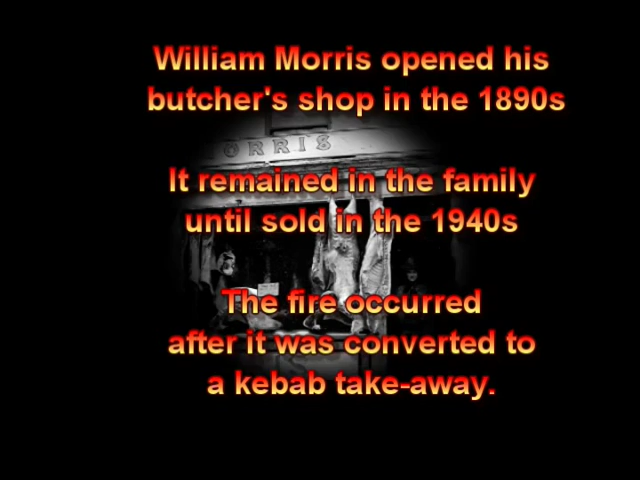 William Morris opened his
butcher's shop in the 1890s
ORRIS
It remained in the family
until sold in the 1940s
The fire occurred
after it was converted to
a kebab take-away.